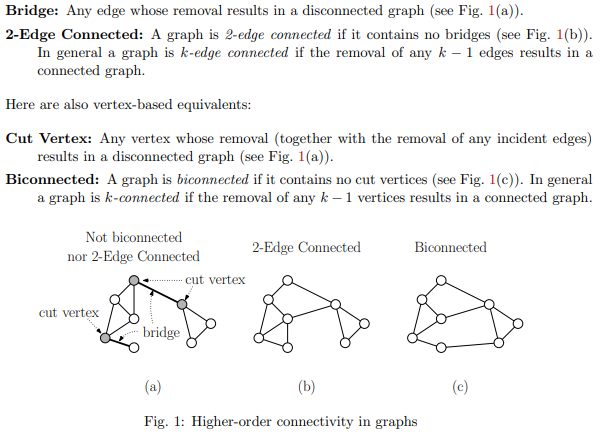 Bridge: Any edge whose removal results in a disconnected graph (see Fig. 1(a)).
2-Edge Connected: A graph is 2-edge connected if it contains no bridges (see Fig. 1(b)).
In general a graph is k-edge connected if the removal of any k − 1 edges results in a
connected graph.
Here are also vertex-based equivalents:
Cut Vertex: Any vertex whose removal (together with the removal of any incident edges)
results in a disconnected graph (see Fig. 1(a)).
Biconnected: A graph is biconnected if it contains no cut vertices (see Fig. 1(c)). In general
a graph is k-connected if the removal of any k − 1 vertices results in a connected graph.
Not biconnected
nor 2-Edge Connected
2-Edge Connected
Biconnected
cut vertex
cut vertex
bridge
(a)
(b)
(c)
Fig. 1: Higher-order connectivity in graphs